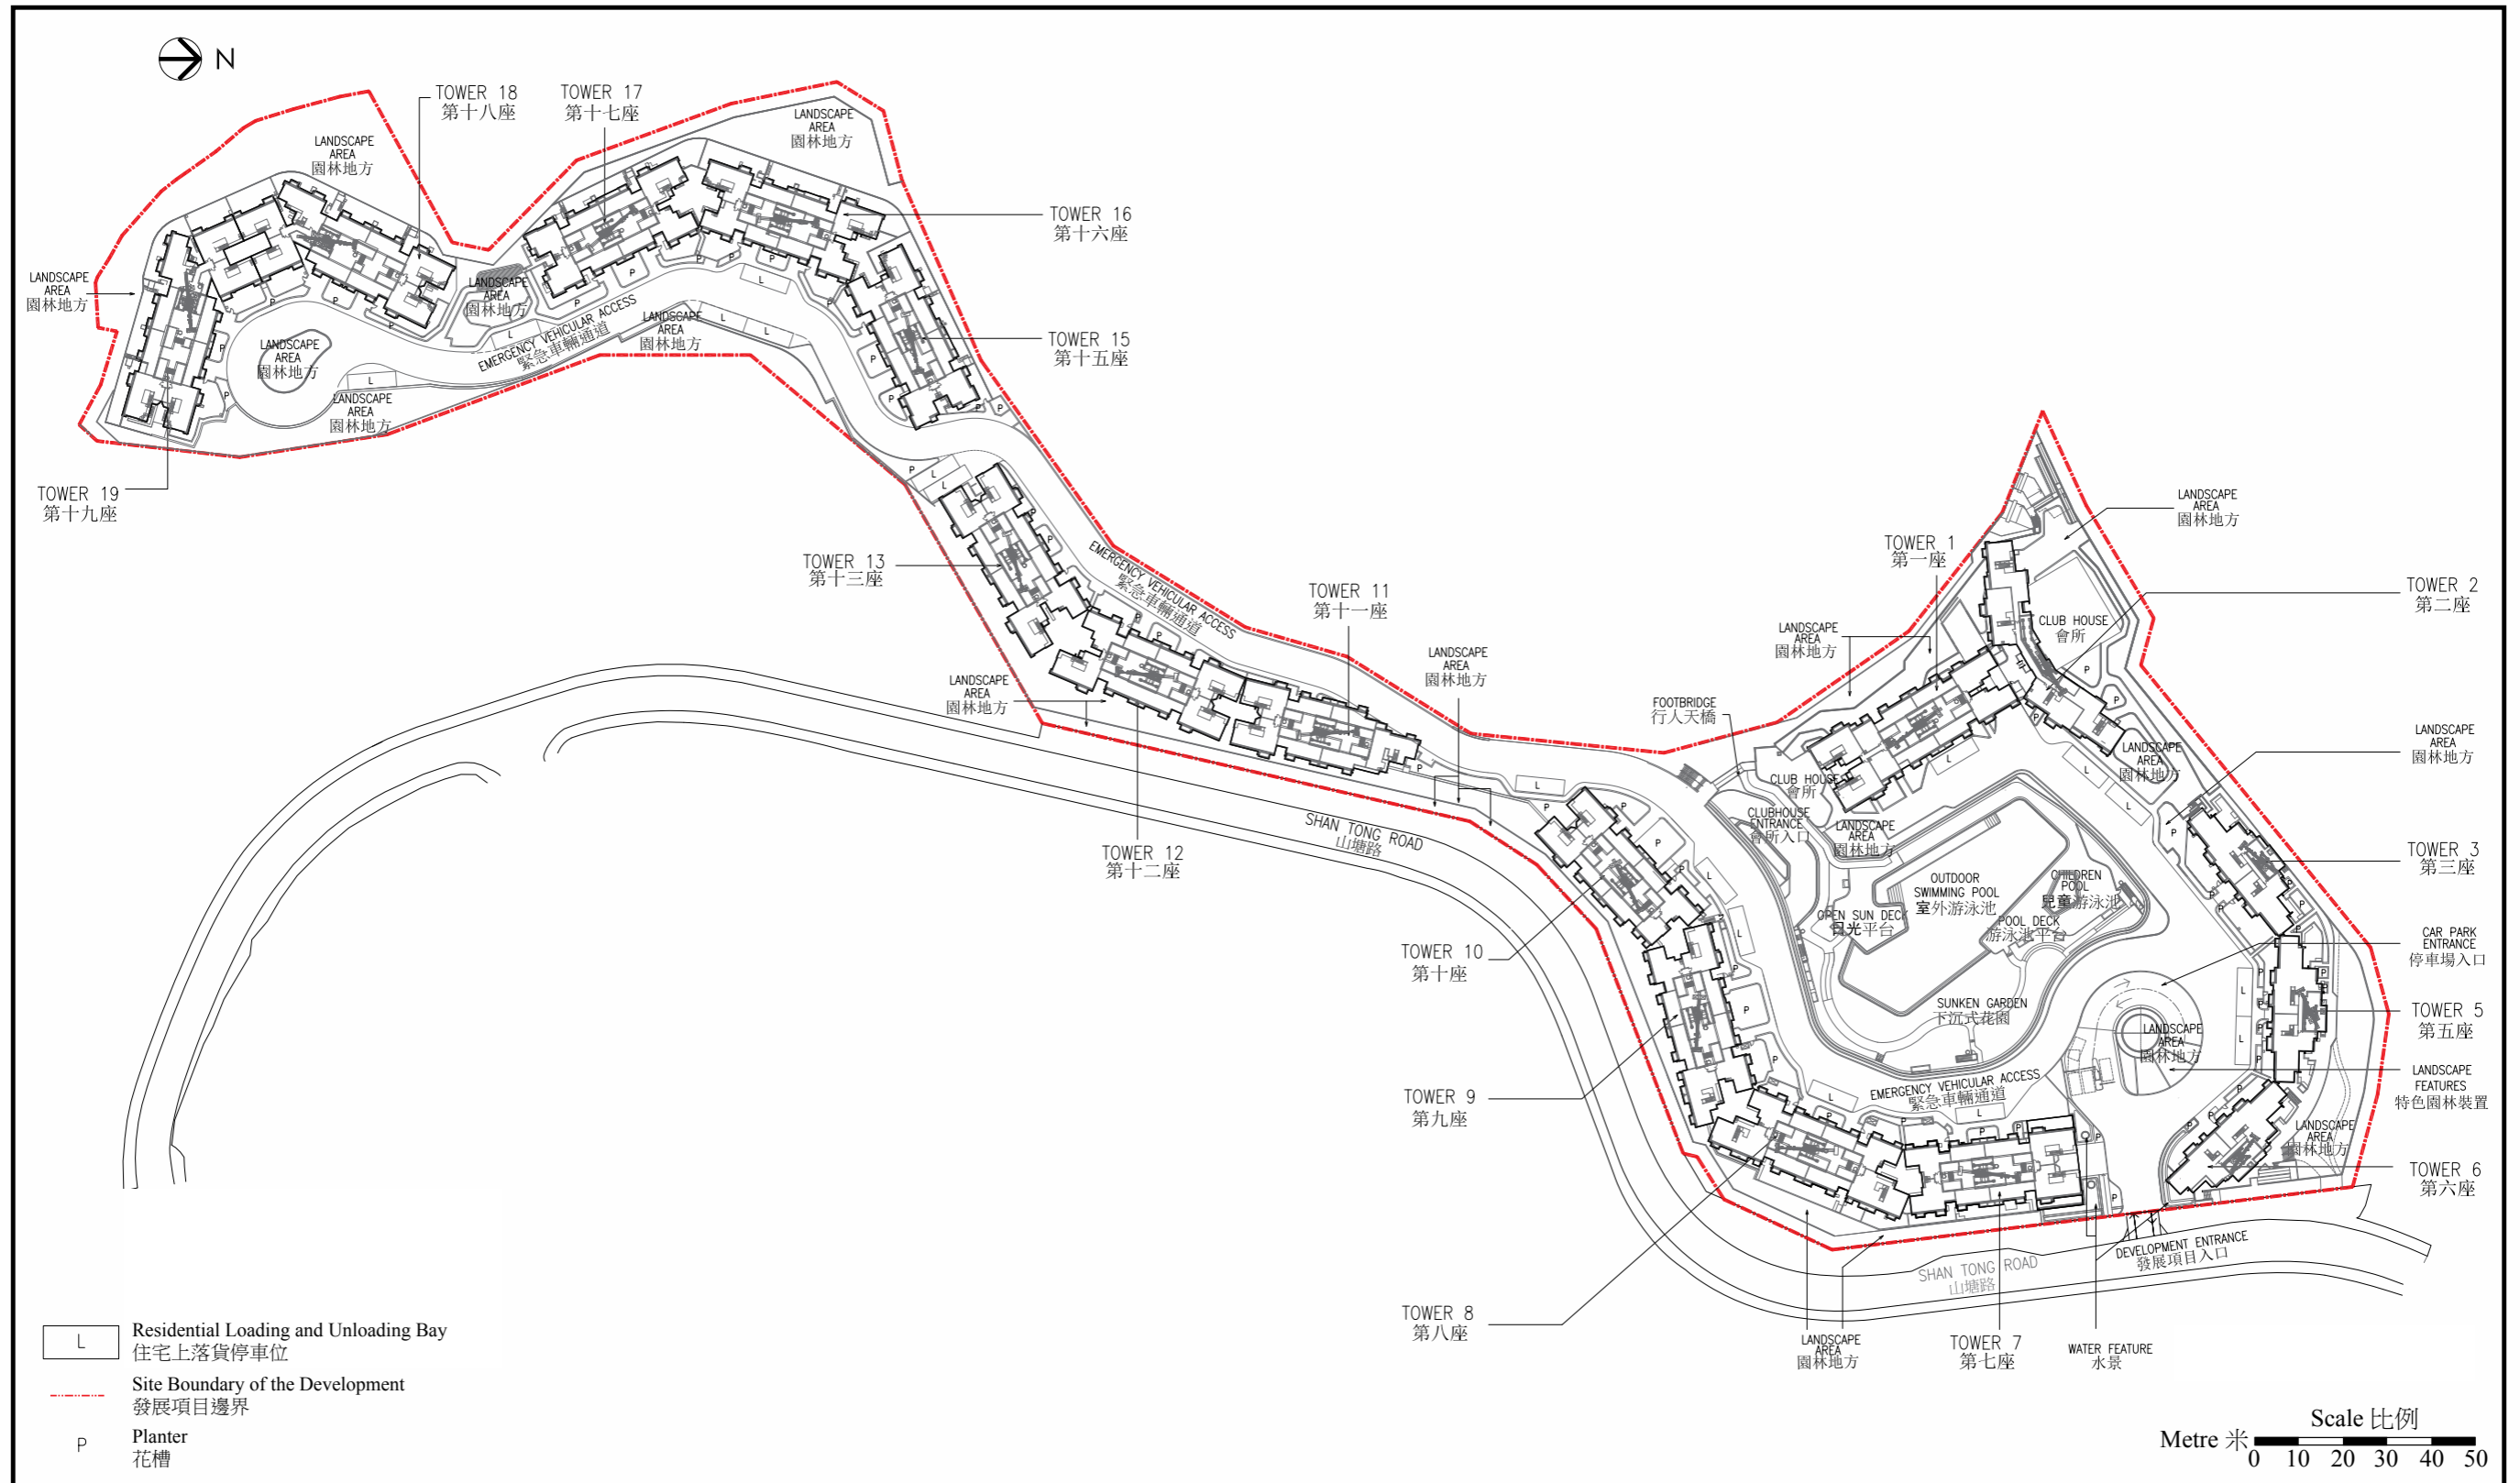 N
TOWER 18
第十八座
TOWER 17
第十七座
LANDSCAPE
AREA
園林地方
LANDSCAPE
AREA
園林地方
TOWER 16
第十六座
LANDSCAPE
AREA
園林地方
LANDSCAPE
AREA
園林地方
EMERGENCY VEHICULAR ACCESS
緊急車輛通道
LANDSCAPE
AREA
園林地方
TOWER 15
第十五座
LANDSCAPE
AREA
園林地方
LANDSCAPE
AREA
園林地方
TOWER 19
第十九座
LANDSCAPE
AREA
園林地方
TOWER 13
第十三座
EMERGENCY VEHICULAR ACCESS
緊急車輛通道
TOWER 11
第十一座
TOWER 1
第一座
TOWER 2
第二座
CLUB HOUSE
會所
LANDSCAPE
AREA
園林地方
LANDSCAPE
AREA
園林地方
LANDSCAPE
AREA
園林地方
FOOTBRIDGE
行人天橋
LANDSCAPE
AREA
園林地方
LANDSCAPE
AREA
園林地方
CLUB HOUSE
會所
CLUBHOUSE
ENTRANCE
會所入口
LANDSCAPE
AREA
園林地方
SHAN TONG ROAD
山塘路
TOWER 12
第十二座
TOWER 3
第三座
OUTDOOR
SWIMMING POOL
室外游泳池
CHILDREN
POOL
兒童游泳池
OPEN SUN DECK
日光平台
POOL DECK
游泳池平台
CAR PARK
ENTRANCE
停車場入口
TOWER 10
第十座
SUNKEN GARDEN
下沉式花園
TOWER 5
第五座
LANDSCAPE
AREA
園林地方
LANDSCAPE
FEATURES
特色園林裝置
EMERGENCY VEHICULAR ACCESS
緊急車輛通道
TOWER 9
第九座
LANDSCAPE
AREA
園林地方
TOWER 6
第六座
DEVELOPMENT ENTRANCE
發展項目入口
SHAN TONG ROAD
山塘路
TOWER 8
第八座
LANDSCAPE
AREA
園林地方
TOWER 7
第七座
WATER FEATURE
水景
L
Residential Loading and Unloading Bay
住宅上落貨停車位
Site Boundary of the Development
發展項目邊界
P
Planter
花槽
Scale 比例
Metre 米
0 10 20 30 40 50